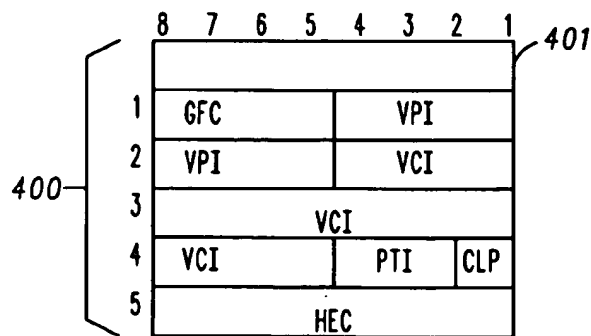 8 7 6 5 4 3 2 1
401
1 GFC VPI
2 VPI VCI
400
3 VCI
4 VCI PTI CLP
5 HEC